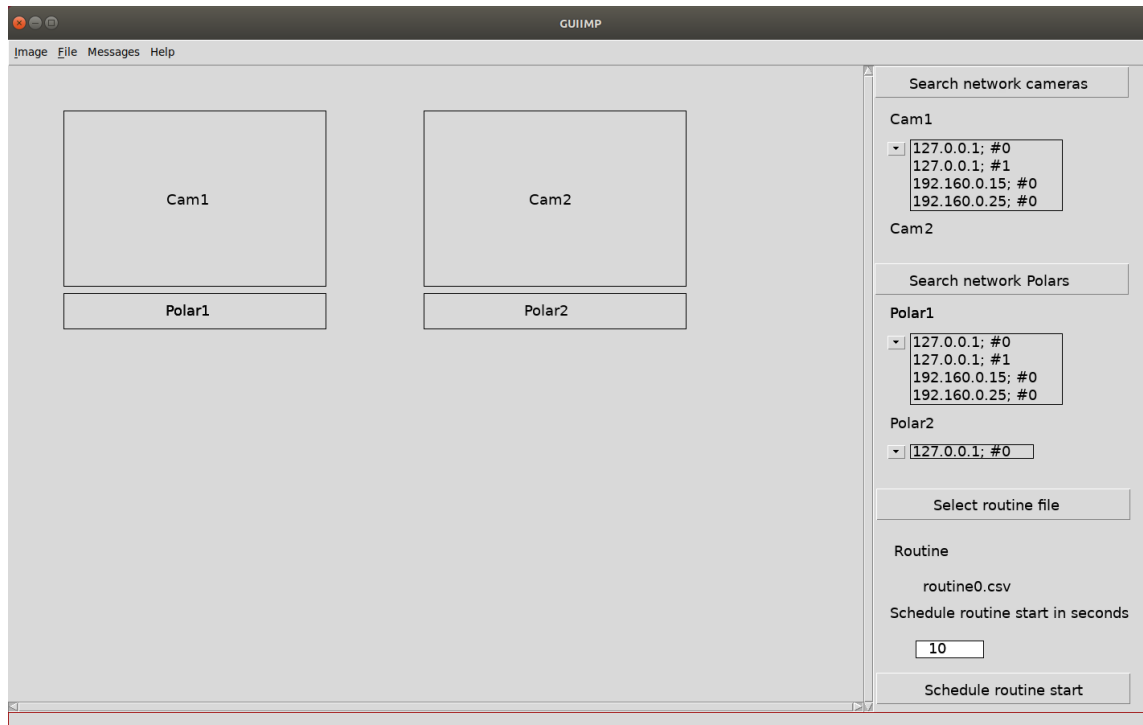 GUIIMP
Image File Messages Help
Cam1
Cam2
Polar1
Polar2
Search network cameras
Cam1
127.0.0.1; #0
127.0.0.1; #1
192.160.0.15; #0
192.160.0.25; #0
Cam2
Search network Polars
Polar1
127.0.0.1; #0
127.0.0.1; #1
192.160.0.15; #0
192.160.0.25; #0
Polar2
127.0.0.1; #0
Select routine file
Routine
routine0.csv
Schedule routine start in seconds
10
Schedule routine start